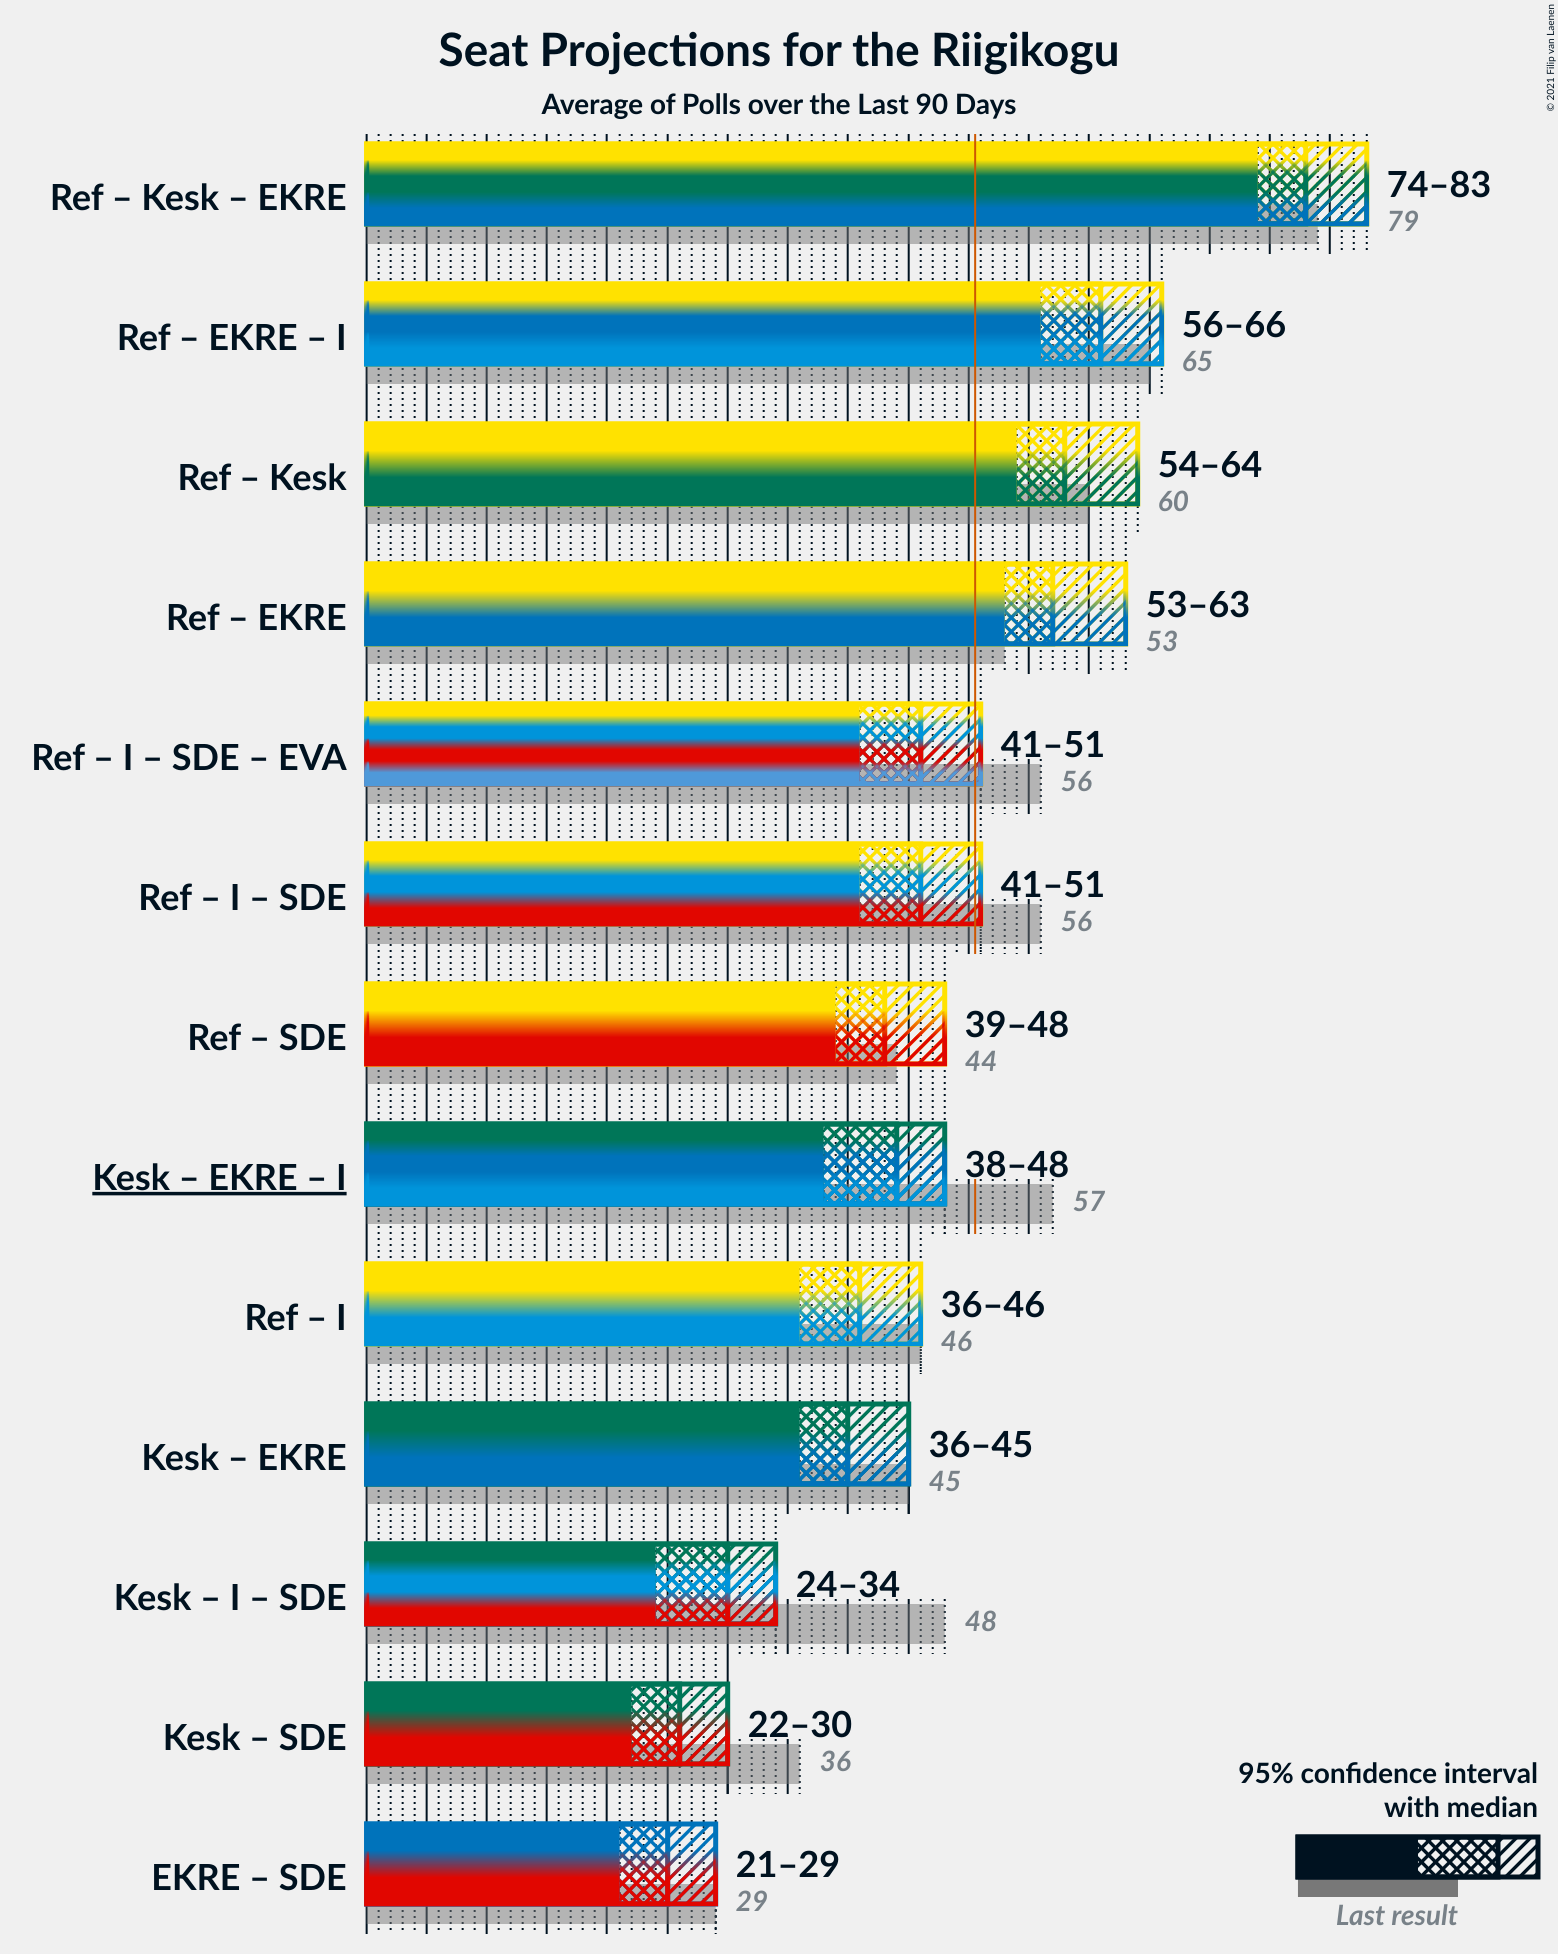 Seat Projections for the Riigikogu
Average of Polls over the Last 90 Days
© 2021 Filip van Laenen
Ref – Kesk – EKRE
74–83
79
Ref – EKRE – I
56–66
65
Ref – Kesk
54–64
60
Ref – EKRE
53–63
53
Ref – I – SDE – EVA
41–51
56
Ref – I – SDE
41–51
56
Ref – SDE
39–48
44
Kesk – EKRE – I
38–48
57
Ref – I
36–46
46
Kesk – EKRE
36–45
45
Kesk – I – SDE
24–34
48
Kesk – SDE
22–30
36
EKRE – SDE
21–29
29
95% confidence interval
with median
Last result